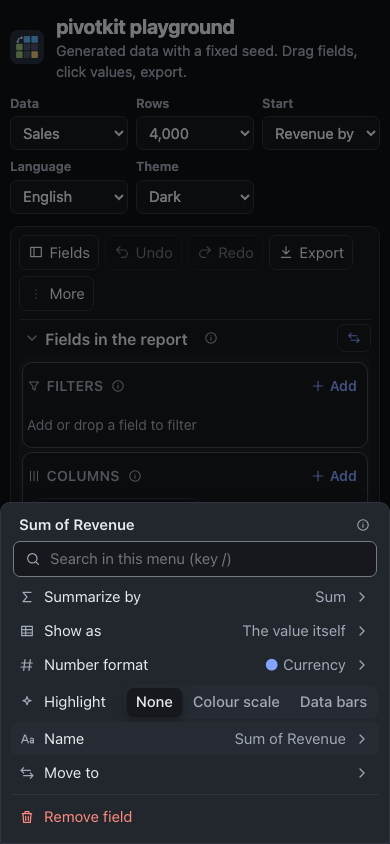 pivotkit playground
Generated data with a fixed seed. Drag fields,
click values, export.
Data Rows Start
Sales 4,000 Revenue by
Language Theme
English Dark
Fields Undo Redo Export
More
Fields in the report
FILTERS Add
Add or drop a field to filter
COLUMNS Add
Sum of Revenue
Search in this menu (key /)
Summarize by Sum
Show as The value itself
Number format Currency
Highlight None Colour scale Data bars
Aa Name Sum of Revenue
Move to
Remove field